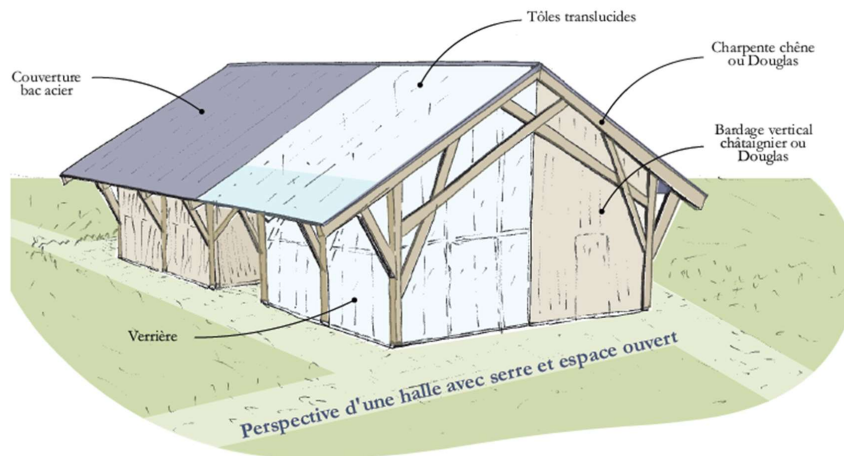 Tôles translucides
Charpente chêne
ou Douglas
Couverture
bac acier
Bardage vertical
châtaignier ou
Douglas
Verrière
Perspective d'une halle avec serre et espace ouvert